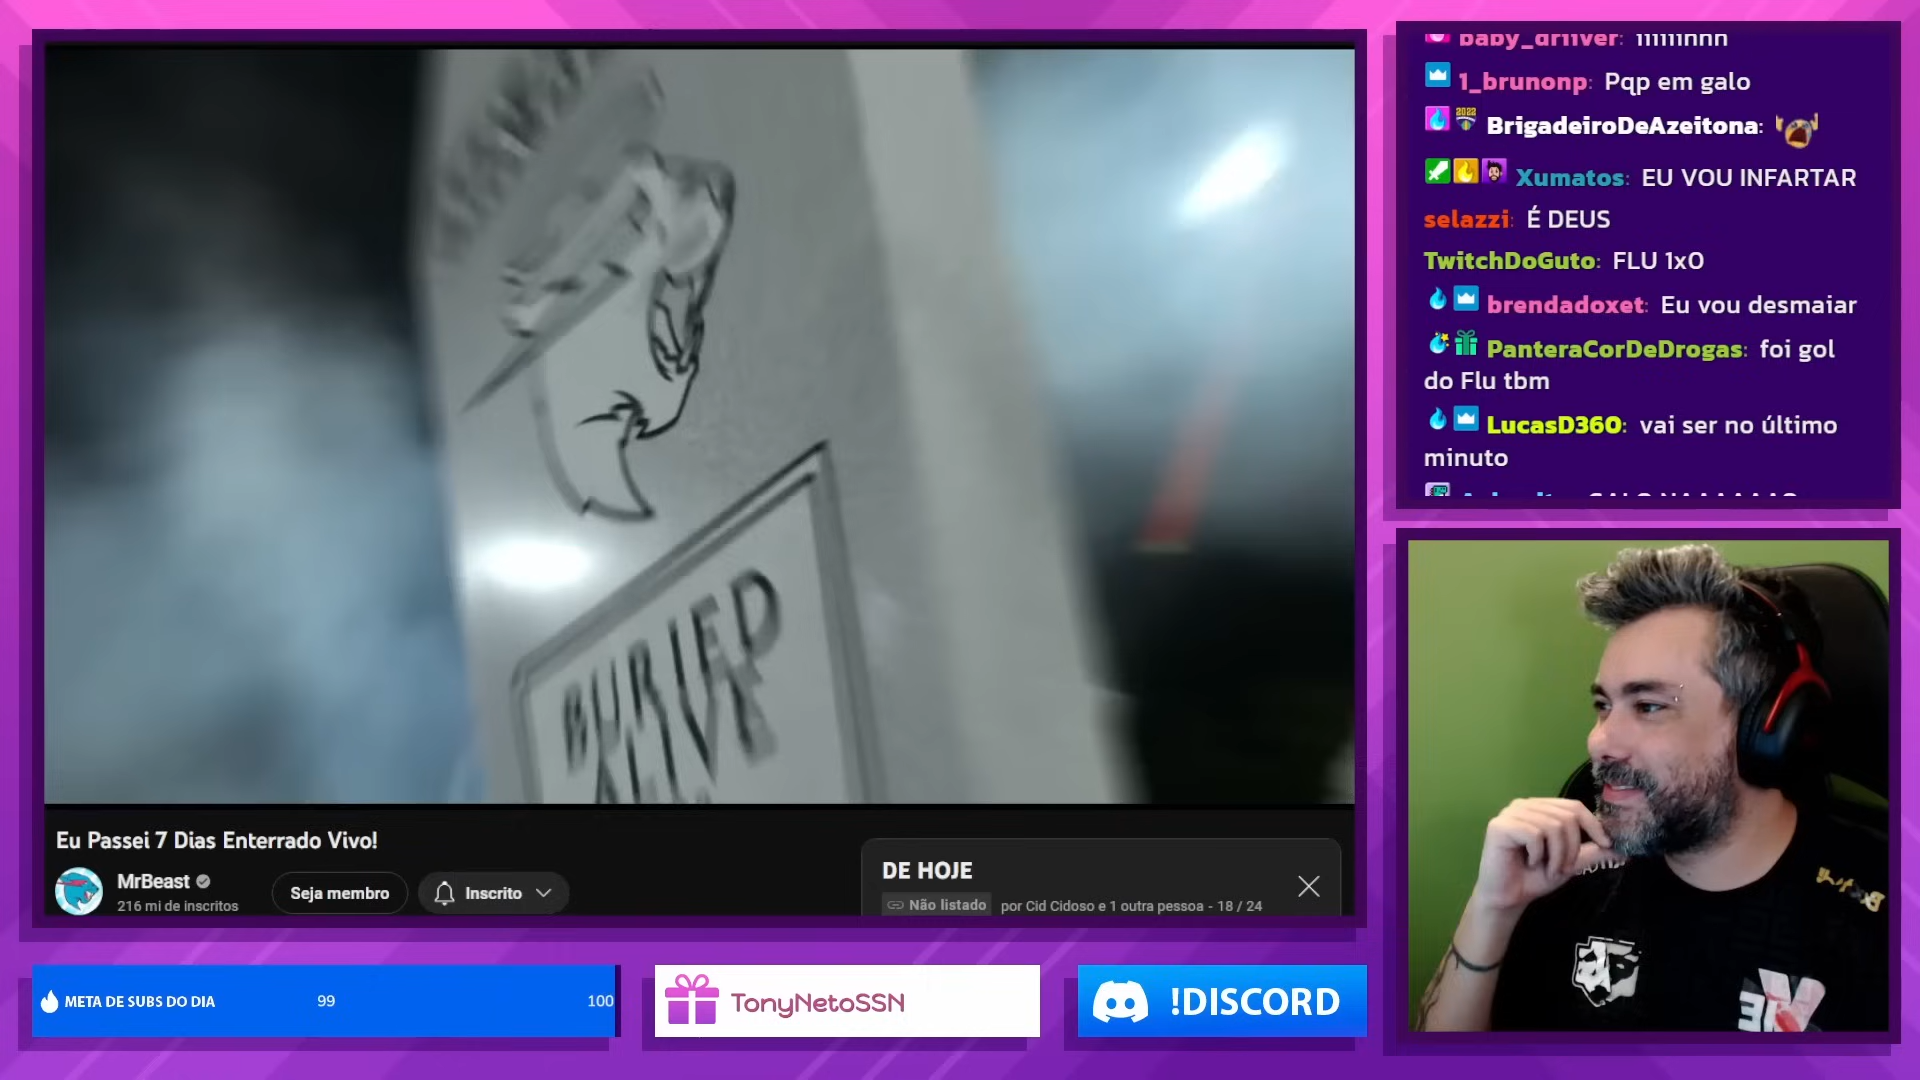 BURIED
ALIVE
Eu Passei 7 Dias Enterrado Vivo!
MrBeast
216 mi de inscritos
Seja membro
Inscrito
DE HOJE
Não listado
por Cid Cidoso e 1 outra pessoa - 18 / 24
baby_driiver: iiiiiihhh
1_brunonp: Pqp em galo
BrigadeiroDeAzeitona:
Xumatos: EU VOU INFARTAR
selazzi: É DEUS
TwitchDoGuto: FLU 1x0
brendadoxet: Eu vou desmaiar
PanteraCorDeDrogas: foi gol
do Flu tbm
LucasD360: vai ser no último
minuto
META DE SUBS DO DIA 99 100
TonyNetoSSN
!DISCORD